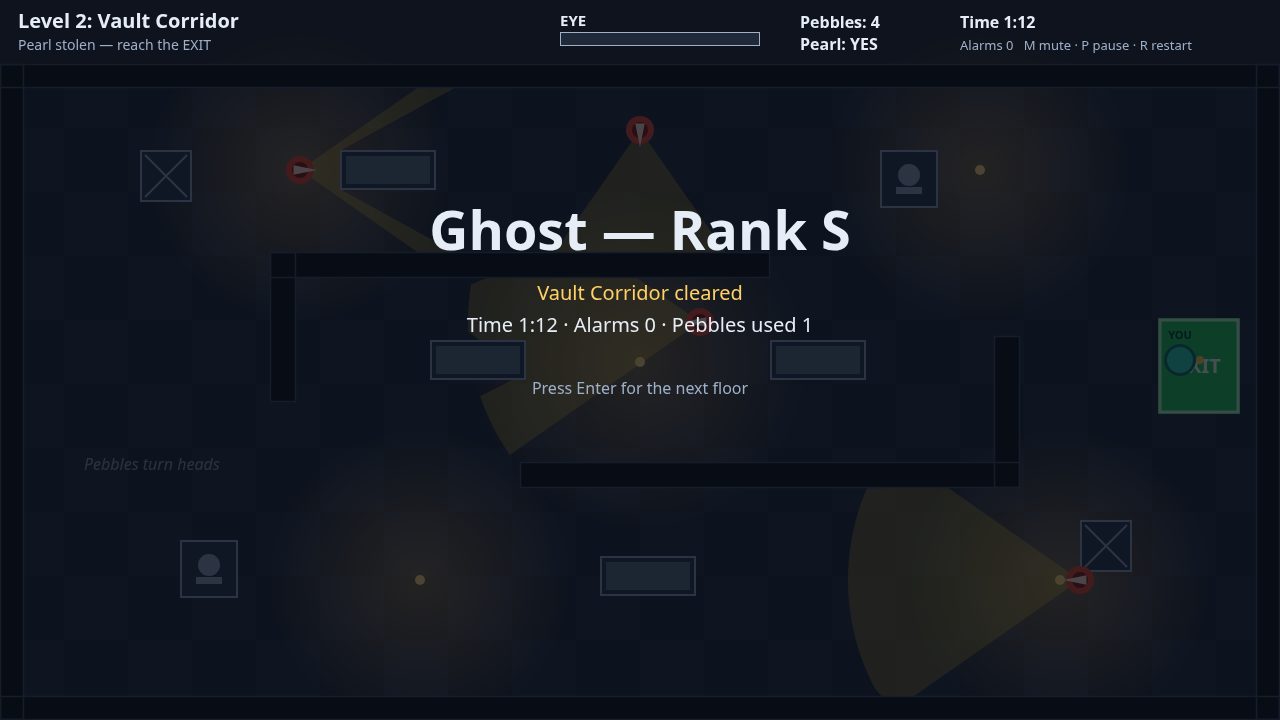 Level 2: Vault Corridor
Pearl stolen — reach the EXIT
EYE
Pebbles: 4
Pearl: YES
Time 1:12
Alarms 0 M mute · P pause · R restart
Ghost — Rank S
Vault Corridor cleared
Time 1:12 · Alarms 0 · Pebbles used 1
Press Enter for the next floor
YOU
Pebbles turn heads